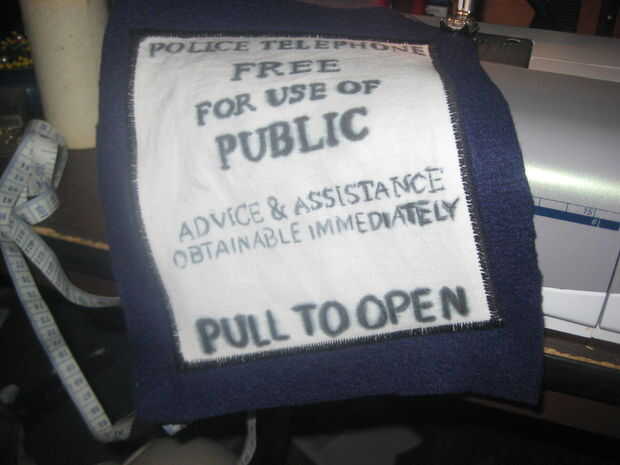 POLICE TELEPHONE
FREE
FOR USE OF
PUBLIC
ADVICE & ASSISTANCE
OBTAINABLE IMMEDIATELY
PULL TO OPEN